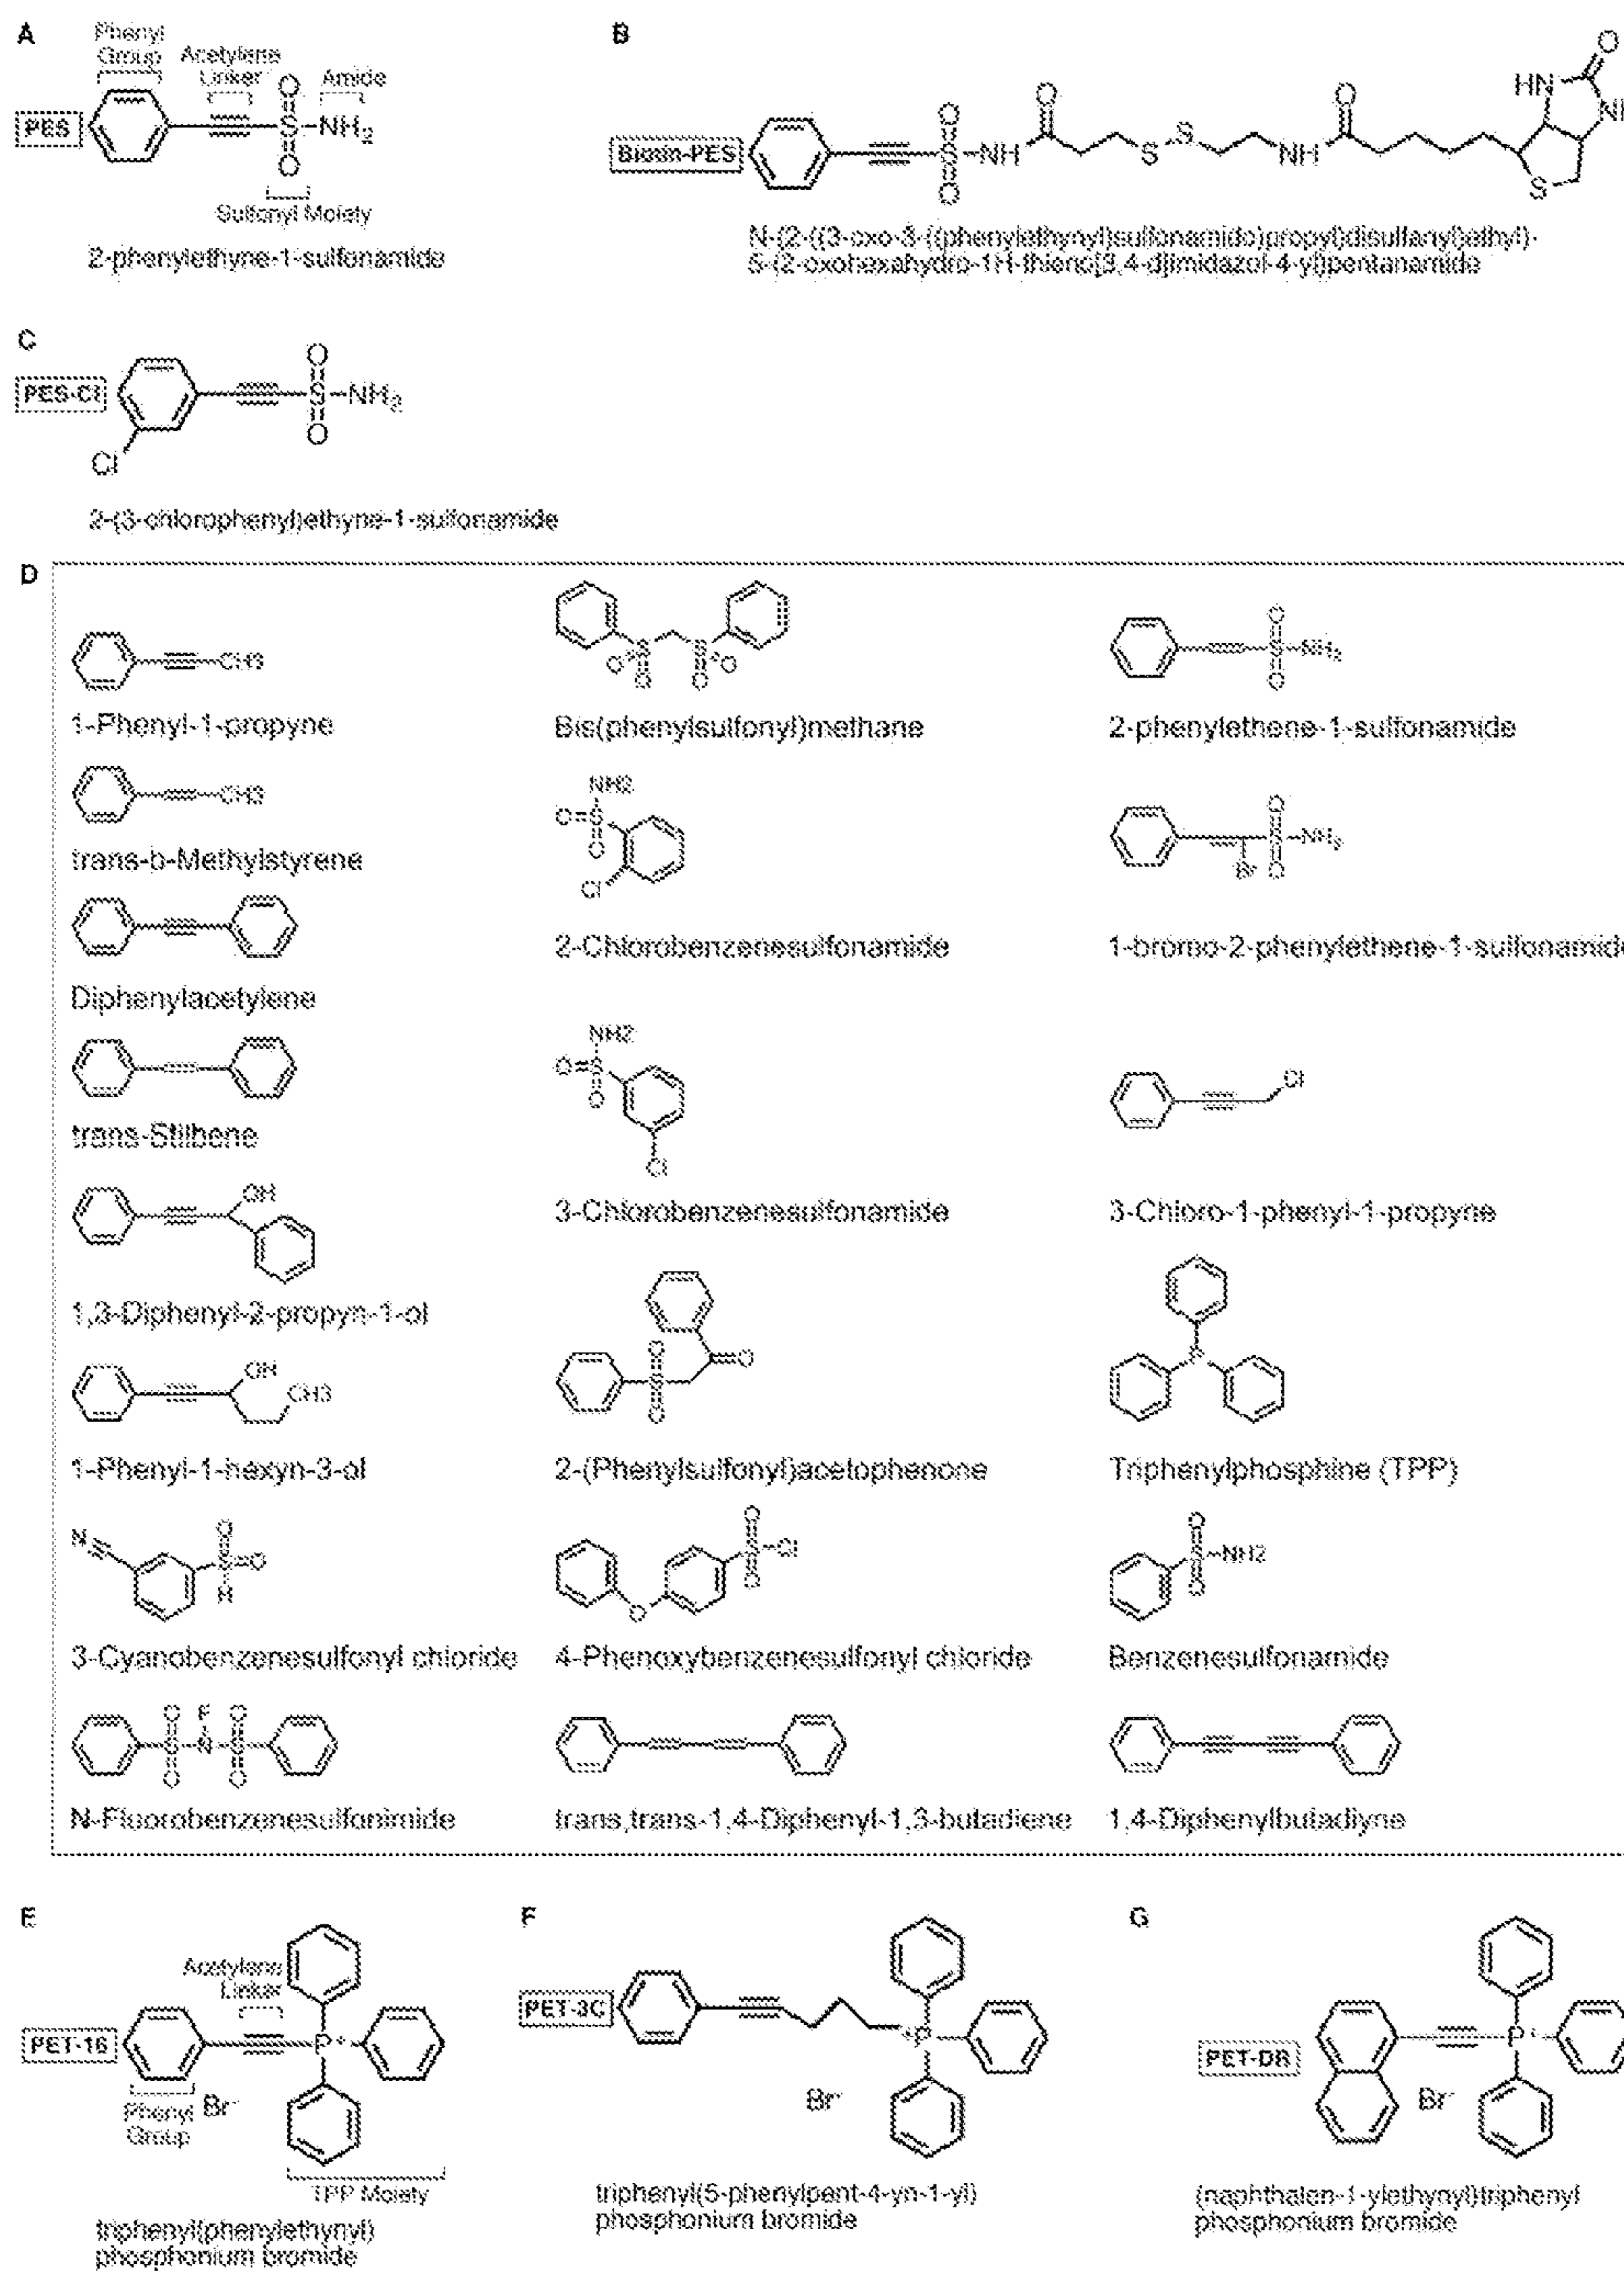 A
Phenyl
Group
Acetylene
Linker
Amide
PES
O
S
NH2
O
Sulfonyl Moiety
2-phenylethyne-1-sulfonamide
B
Biotin-PES
O
S
O
NH
O
S
S
NH
O
HN
O
S
N-(2-((3-oxo-3-((phenylethynyl)sulfonamido)propyl)disulfanyl)ethyl)-
5-(2-oxohexahydro-1H-thieno[3,4-d]imidazol-4-yl)pentanamide
C
PES-Cl
O
S
NH2
O
Cl
2-(3-chlorophenyl)ethyne-1-sulfonamide
D
CH3
1-Phenyl-1-propyne
S
S
O
O
O
O
Bis(phenylsulfonyl)methane
O
S
NH2
O
2-phenylethene-1-sulfonamide
CH3
trans-b-Methylstyrene
NH2
O
S
O
Cl
2-Chlorobenzenesulfonamide
O
S
NH2
Br
O
1-bromo-2-phenylethene-1-sulfonamide
Diphenylacetylene
trans-Stilbene
NH2
O
S
O
Cl
3-Chlorobenzenesulfonamide
Cl
3-Chloro-1-phenyl-1-propyne
OH
1,3-Diphenyl-2-propyn-1-ol
OH
CH3
1-Phenyl-1-hexyn-3-ol
O
S
O
O
2-(Phenylsulfonyl)acetophenone
P
Triphenylphosphine (TPP)
N
O
S
O
H
3-Cyanobenzenesulfonyl chloride
O
S
Cl
O
O
4-Phenoxybenzenesulfonyl chloride
O
S
NH2
O
Benzenesulfonamide
O
F
O
S
N
S
O
O
N-Fluorobenzenesulfonimide
trans,trans-1,4-Diphenyl-1,3-butadiene
1,4-Diphenylbutadiyne
E
Acetylene
Linker
PET-16
P+
Phenyl
Group
Br-
TPP Moiety
triphenyl(phenylethynyl)
phosphonium bromide
F
PET-3C
+P
Br-
triphenyl(5-phenylpent-4-yn-1-yl)
phosphonium bromide
G
PET-DR
P+
Br-
(naphthalen-1-ylethynyl)triphenyl
phosphonium bromide